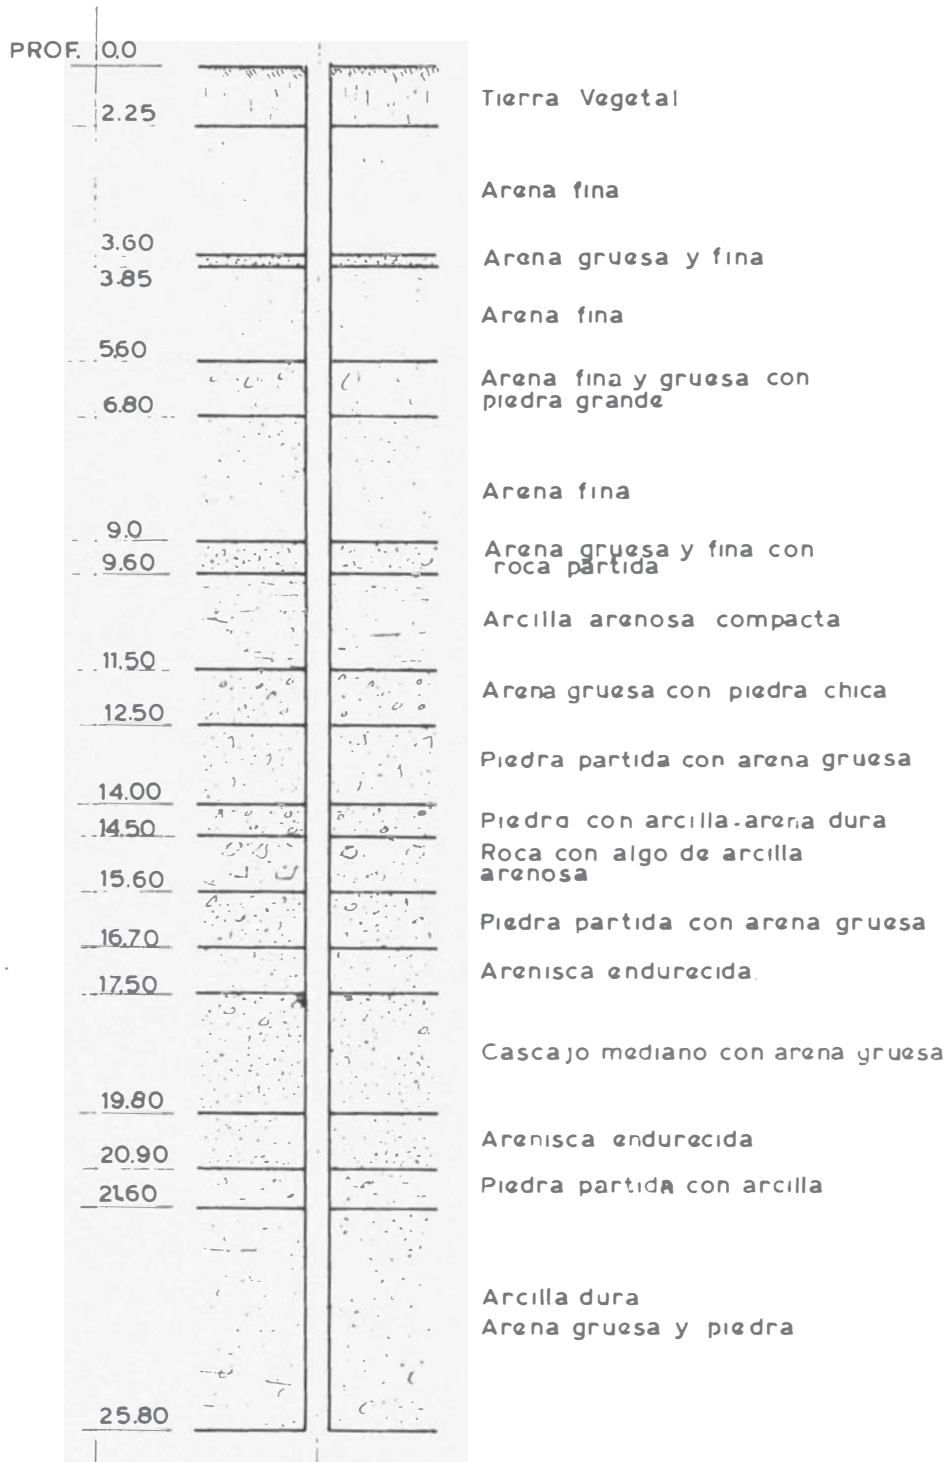 PROF. 0.0
Tierra Vegetal
2.25
Arena fina
3.60
Arena gruesa y fina
3.85
Arena fina
5.60
Arena fina y gruesa con
piedra grande
6.80
Arena fina
9.0
Arena gruesa y fina con
roca partida
9.60
Arcilla arenosa compacta
11.50
Arena gruesa con piedra chica
12.50
Piedra partida con arena gruesa
14.00
Piedra con arcilla-arena dura
14.50
Roca con algo de arcilla
arenosa
15.60
Piedra partida con arena gruesa
16.70
Arenisca endurecida
17.50
Cascajo mediano con arena gruesa
19.80
Arenisca endurecida
20.90
Piedra partida con arcilla
21.60
Arcilla dura
Arena gruesa y piedra
25.80